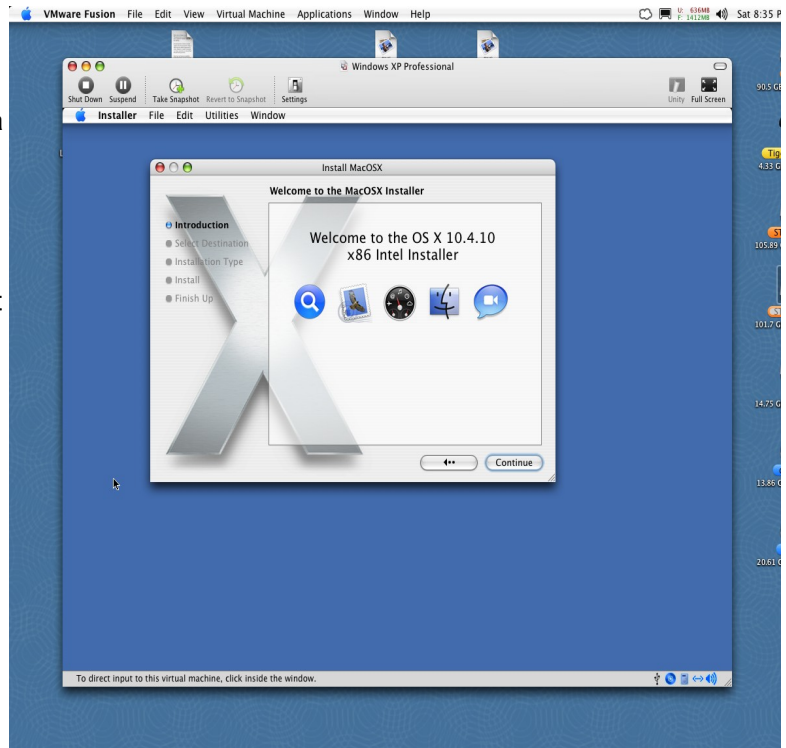 VMware Fusion File Edit View Virtual Machine Applications Window Help U: 636MB F: 1412MB Sat 8:35 P
Windows XP Professional
Shut Down Suspend Take Snapshot Revert to Snapshot Settings Unity Full Screen
Installer File Edit Utilities Window
Install MacOSX
Welcome to the MacOSX Installer
Introduction
Select Destination
Installation Type
Install
Finish Up
Welcome to the OS X 10.4.10
x86 Intel Installer
Continue
To direct input to this virtual machine, click inside the window.
90.5 GB
Tig
4.33 G
ST
105.89
ST
101.7 G
14.75 G
13.86 G
20.61 G